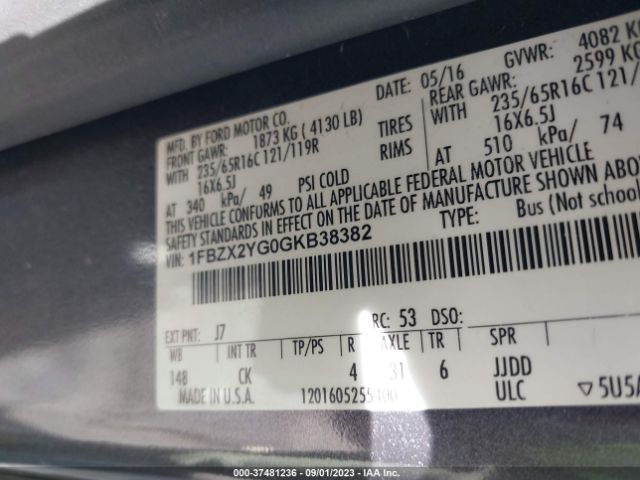 MFD. BY FORD MOTOR CO. DATE: 05/16 GVWR: 4082 KG
FRONT GAWR: 1873 KG ( 4130 LB) REAR GAWR: 2599 KG
WITH 235/65R16C 121/119R TIRES WITH 235/65R16C 121/
16X6.5J RIMS 16X6.5J
AT 340 kPa/ 49 PSI COLD AT 510 kPa/ 74
THIS VEHICLE CONFORMS TO ALL APPLICABLE FEDERAL MOTOR VEHICLE
SAFETY STANDARDS IN EFFECT ON THE DATE OF MANUFACTURE SHOWN ABOV
VIN: 1FBZX2YG0GKB38382 TYPE: Bus (Not school
EXT PNT: J7 RC: 53 DSO:
WB INT TR TP/PS R AXLE TR SPR
148 CK 4 31 6 JJDD
MADE IN U.S.A. ULC
▽5U5A
00-37481236 - 09/01/2023 - IAA Inc.